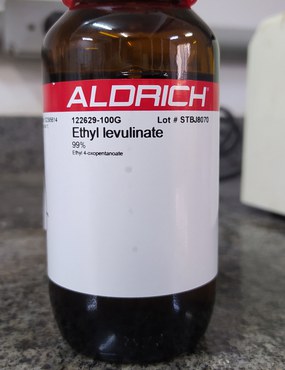 ALDRICH
122629-100G Lot # STBJ8070
Ethyl levulinate
99%
Ethyl 4-oxopentanoate